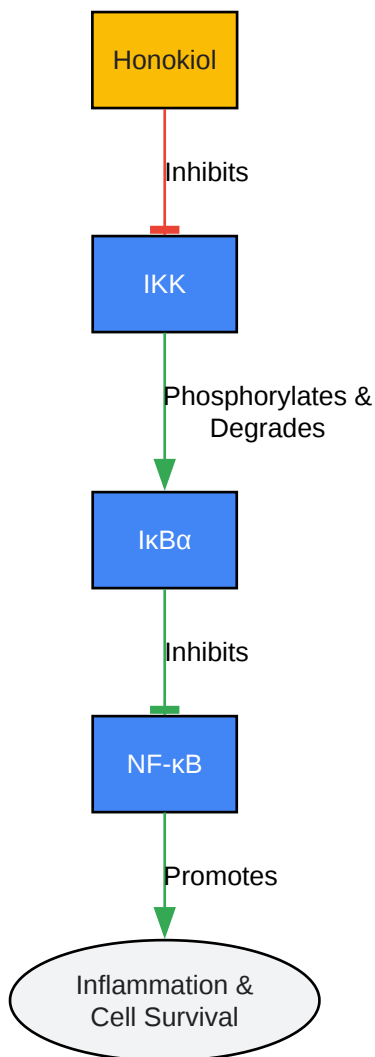 Honokiol
Inhibits
IKK
Phosphorylates &
Degrades
IκBα
Inhibits
NF-κB
Promotes
Inflammation &
Cell Survival